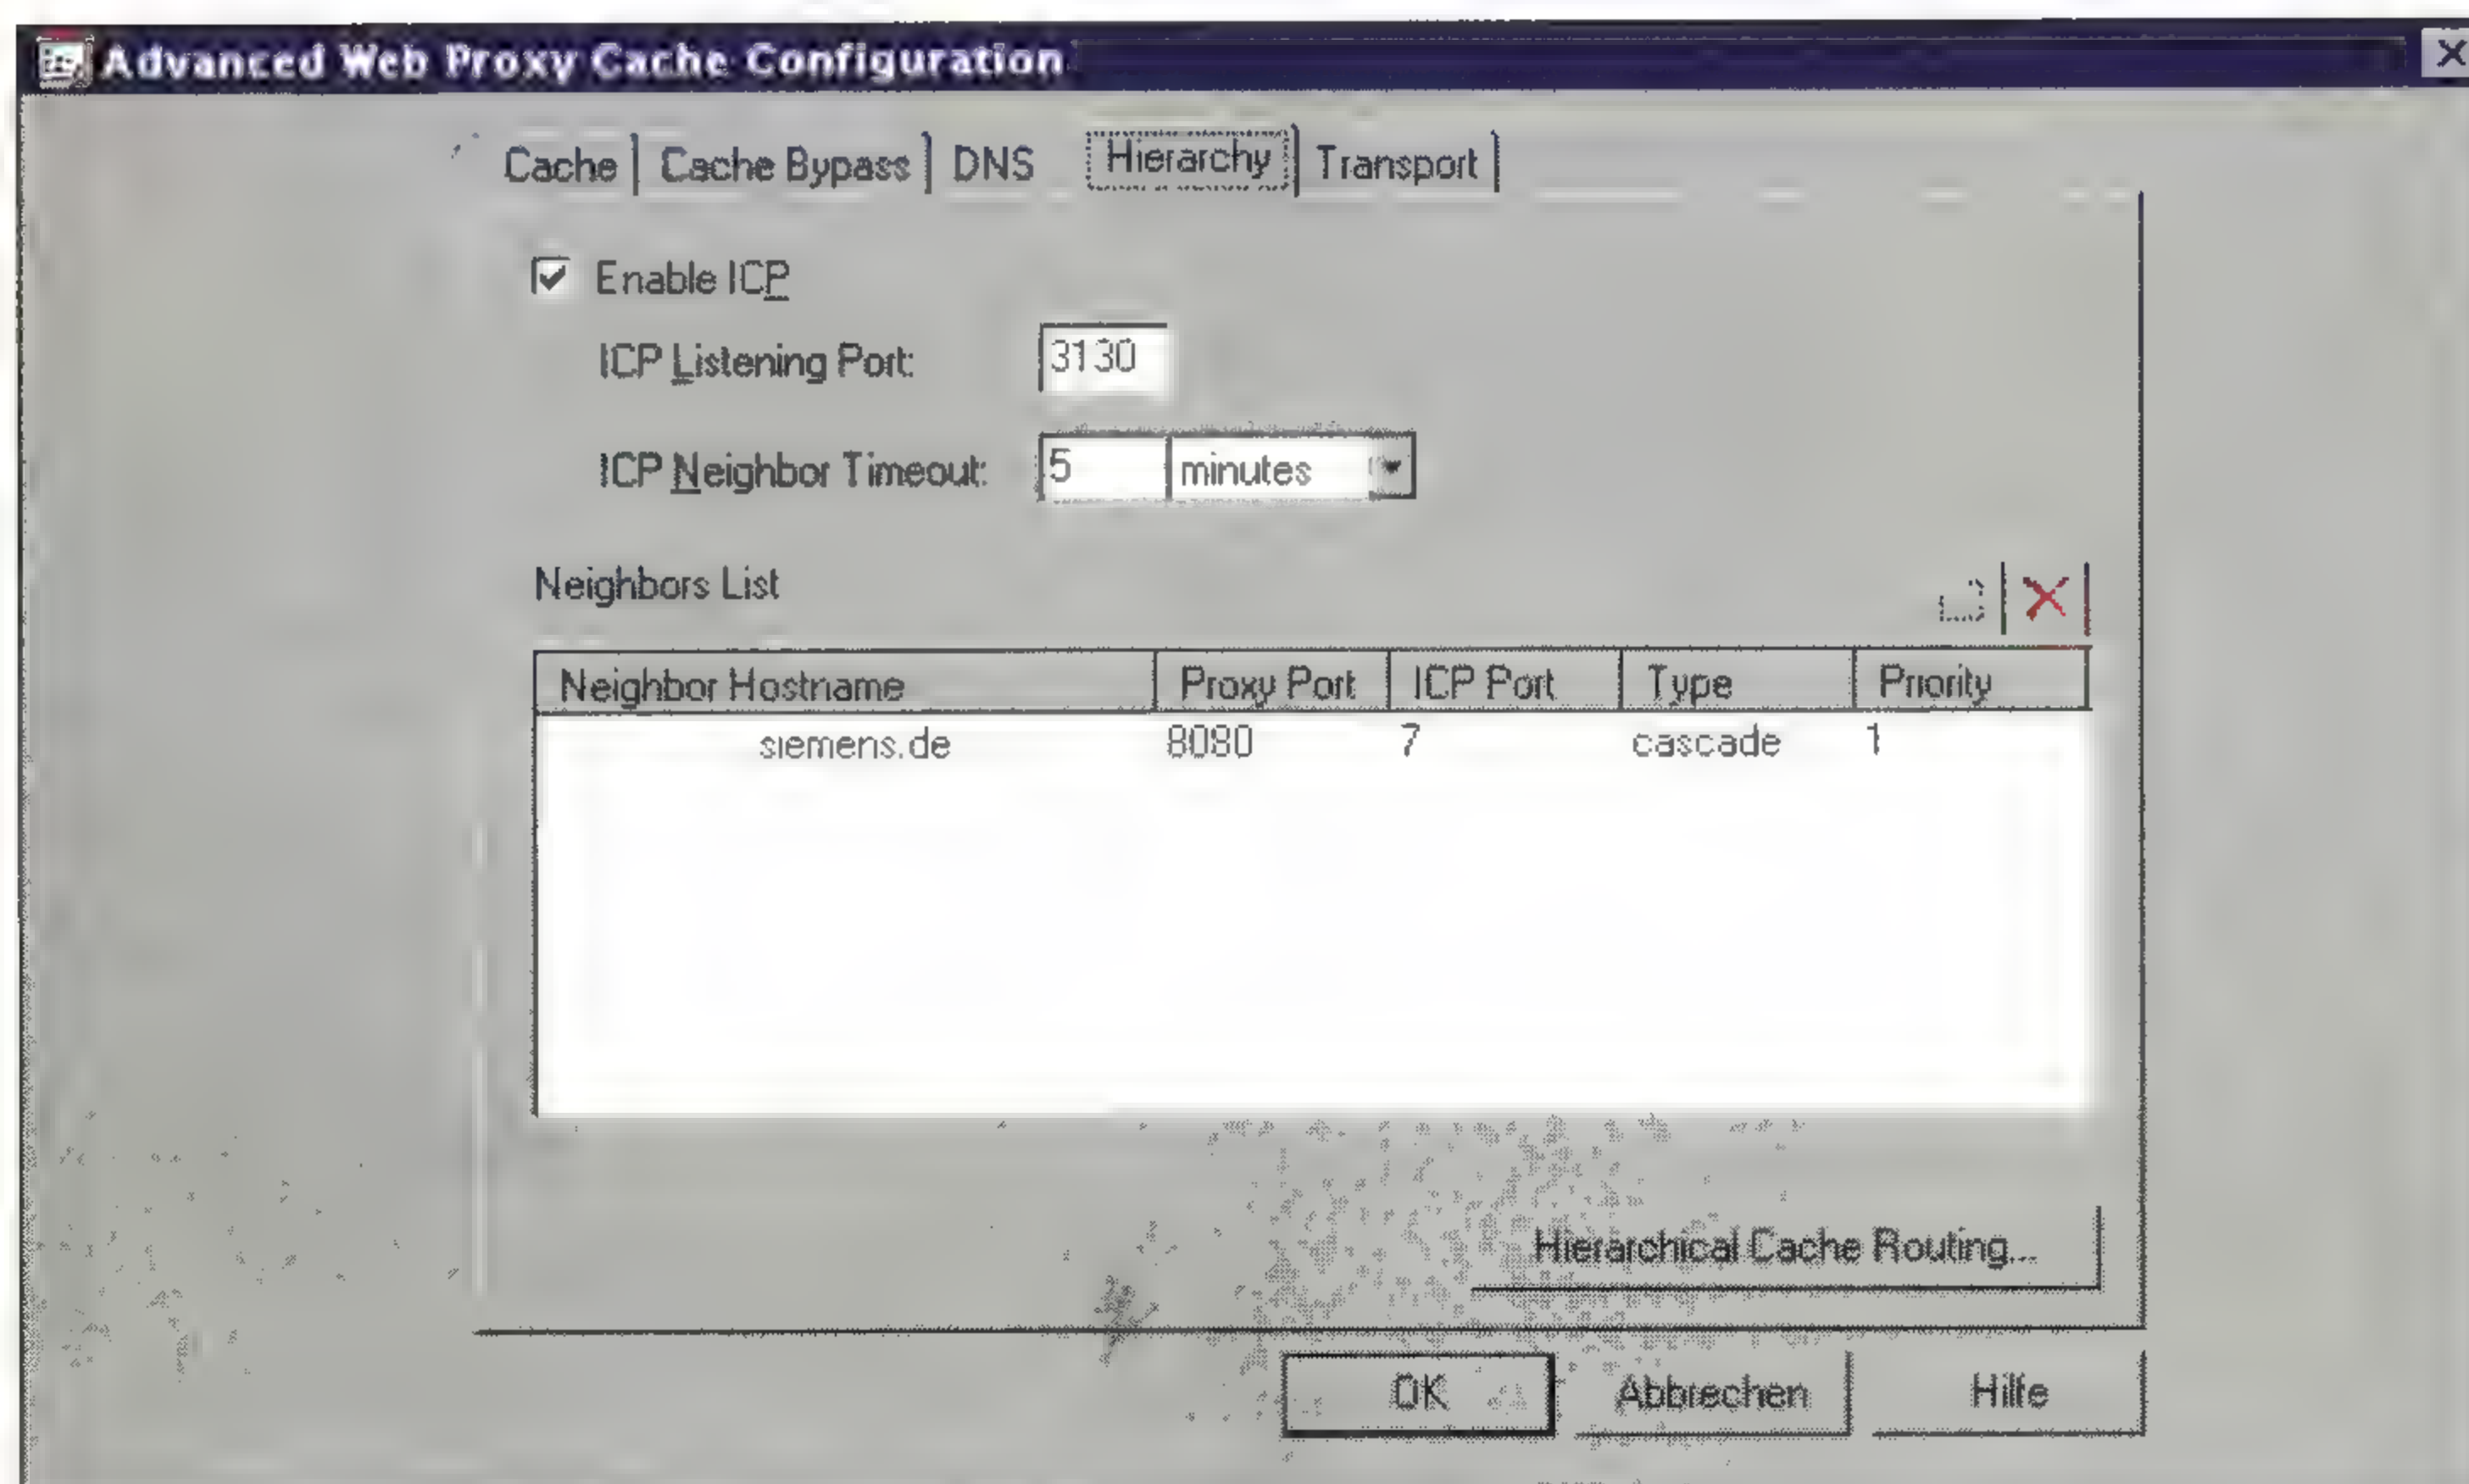 Advanced Web Proxy Cache Configuration
Cache Cache Bypass DNS Hierarchy Transport
Enable ICP
ICP Listening Port: 3130
ICP Neighbor Timeout: 5 minutes
Neighbors List
Neighbor Hostname Proxy Port ICP Port Type Priority
siemens.de 8080 7 cascade 1
Hierarchical Cache Routing...
OK Abbrechen Hilfe